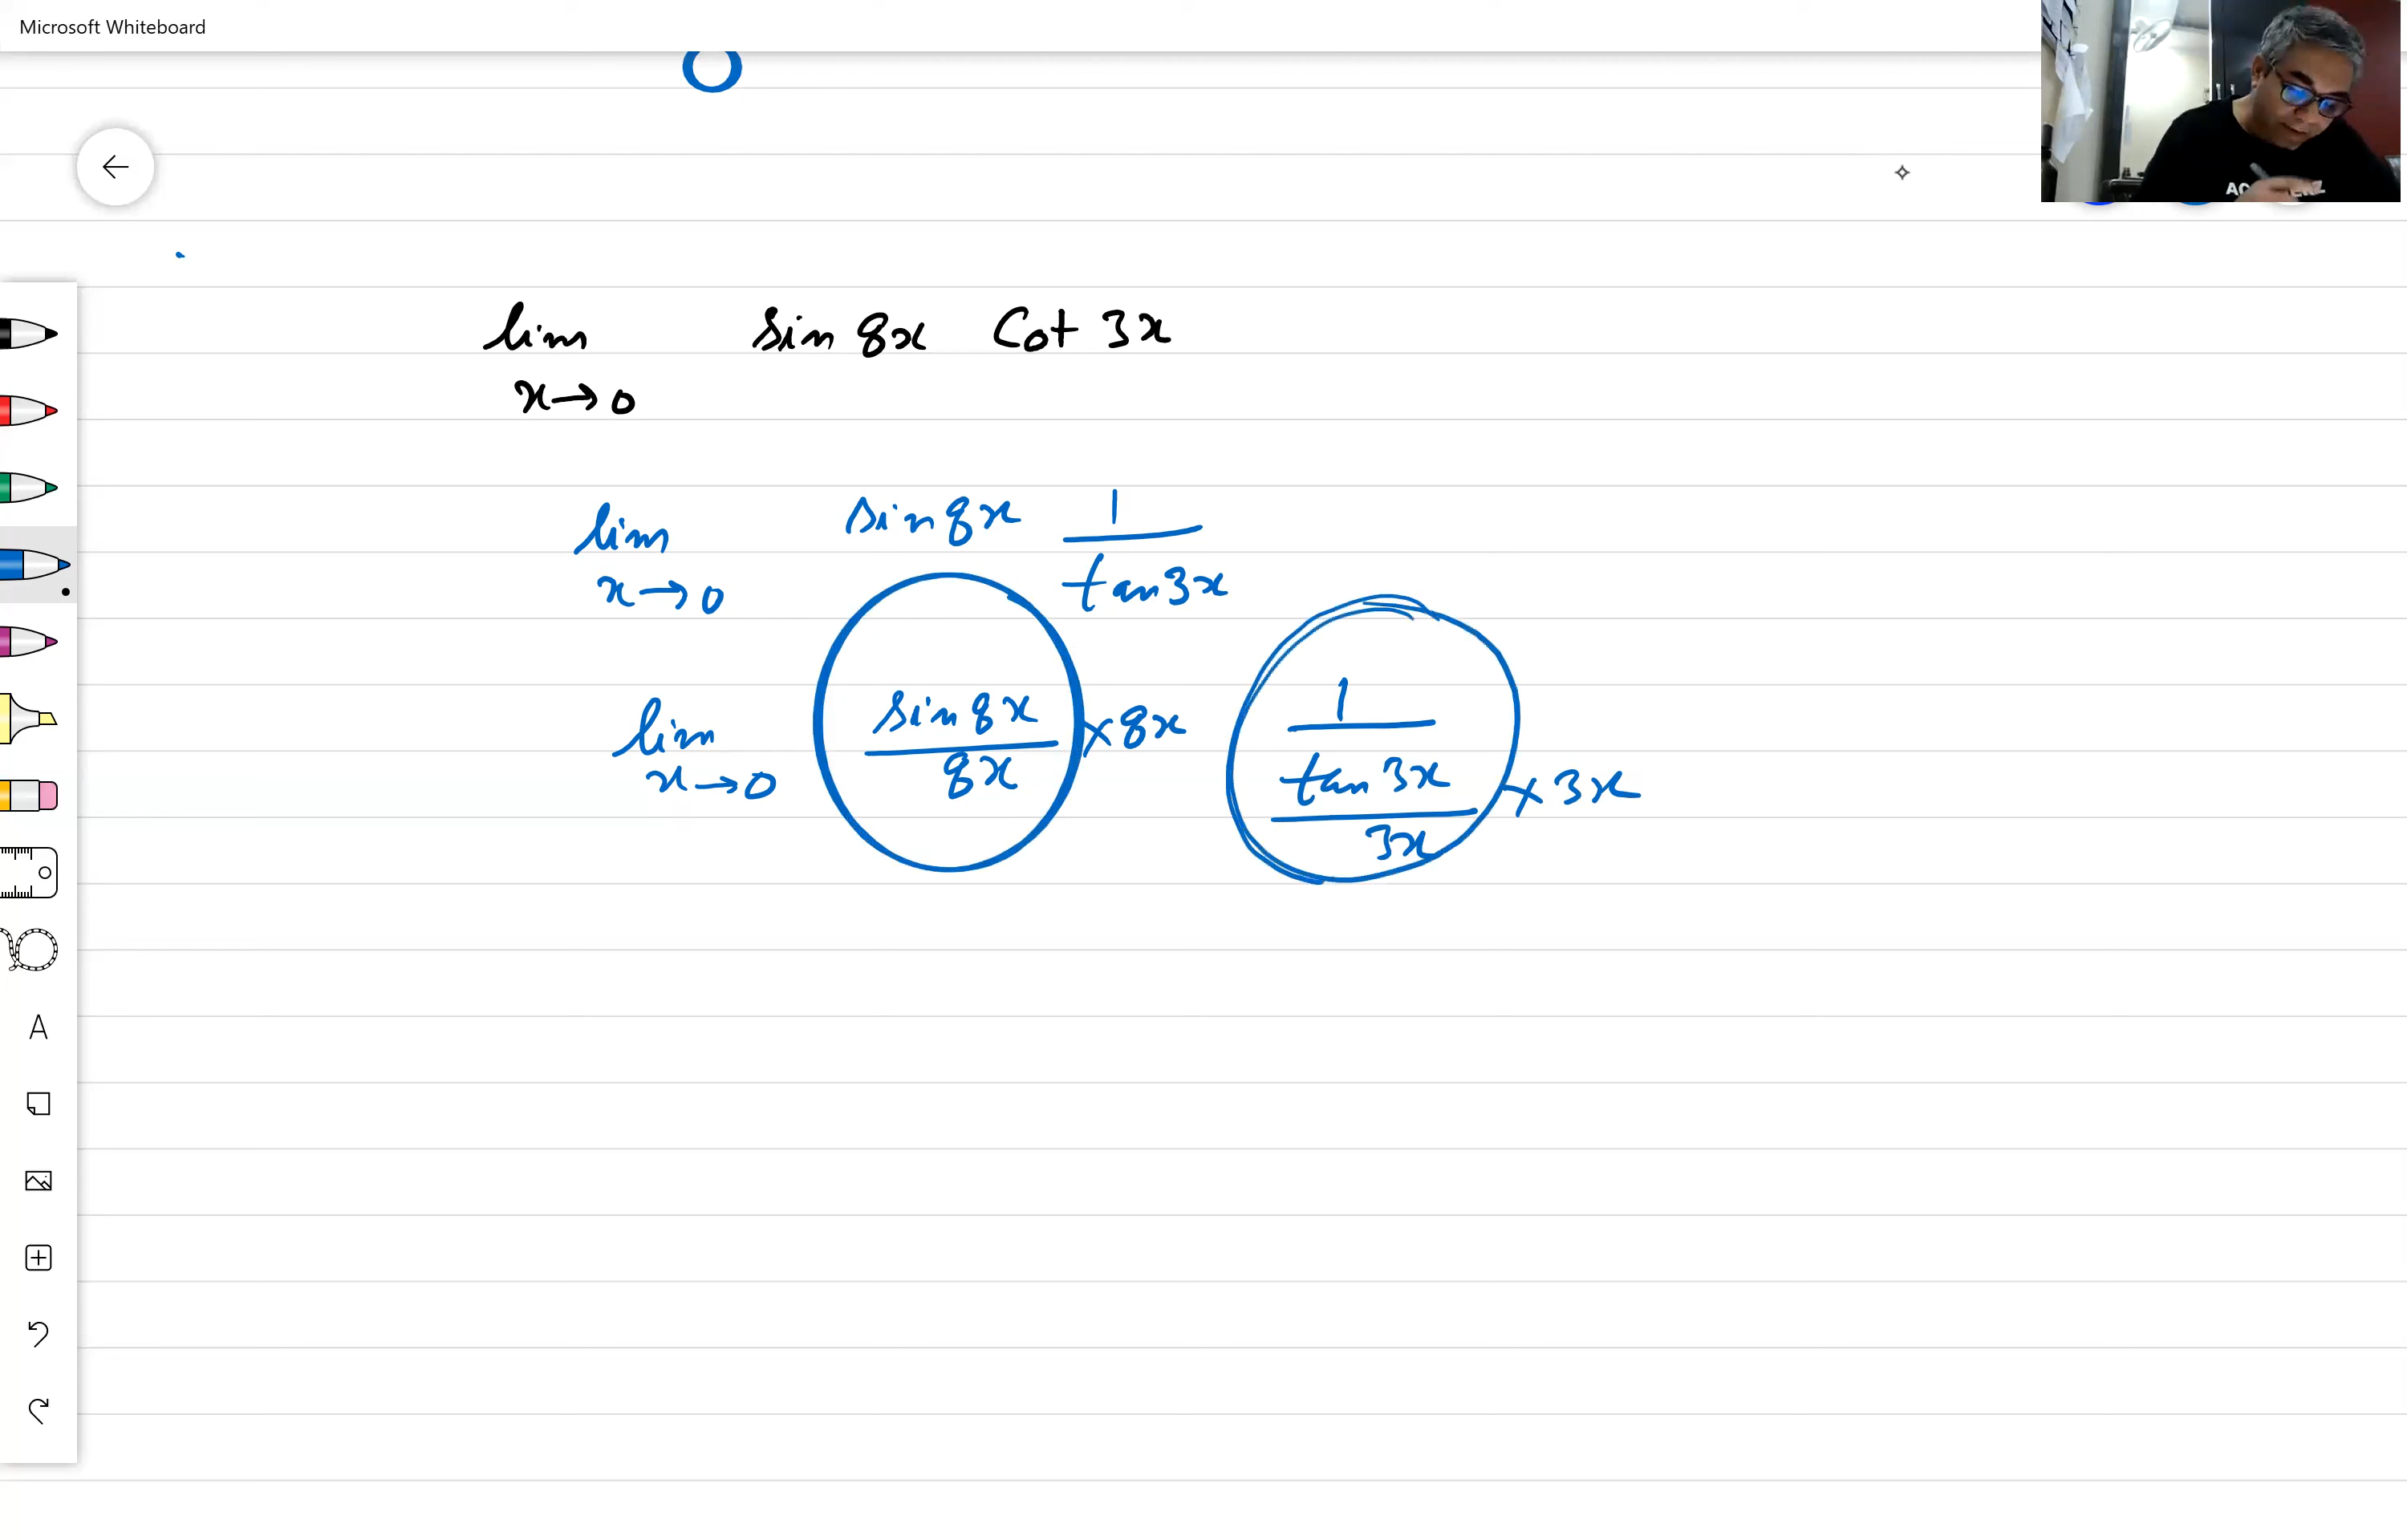 Microsoft Whiteboard
lim sin 8x Cot 3x
x→0
lim sin 8x 1
x→0 tan 3x
lim sin 8x × 8x 1
x→0 8x tan 3x × 3x
3x
A